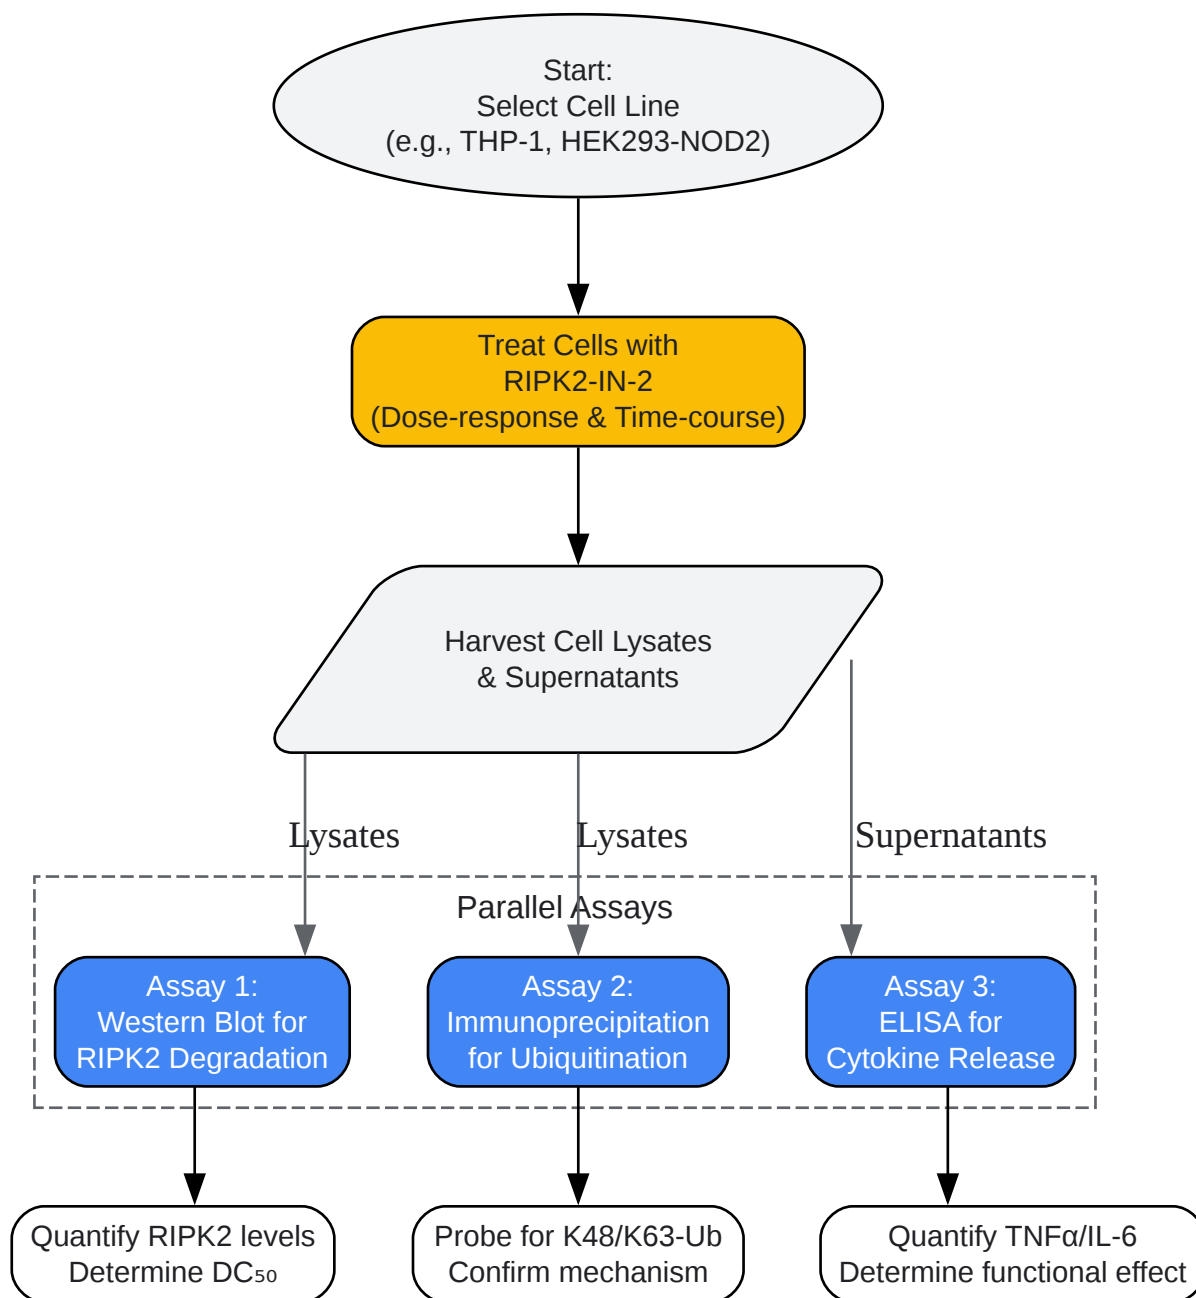 Start:
Select Cell Line
(e.g., THP-1, HEK293-NOD2)
Treat Cells with
RIPK2-IN-2
(Dose-response & Time-course)
Harvest Cell Lysates
& Supernatants
Lysates
Lysates
Supernatants
Parallel Assays
Assay 1:
Western Blot for
RIPK2 Degradation
Assay 2:
Immunoprecipitation
for Ubiquitination
Assay 3:
ELISA for
Cytokine Release
Quantify RIPK2 levels
Determine DC₅₀
Probe for K48/K63-Ub
Confirm mechanism
Quantify TNFα/IL-6
Determine functional effect